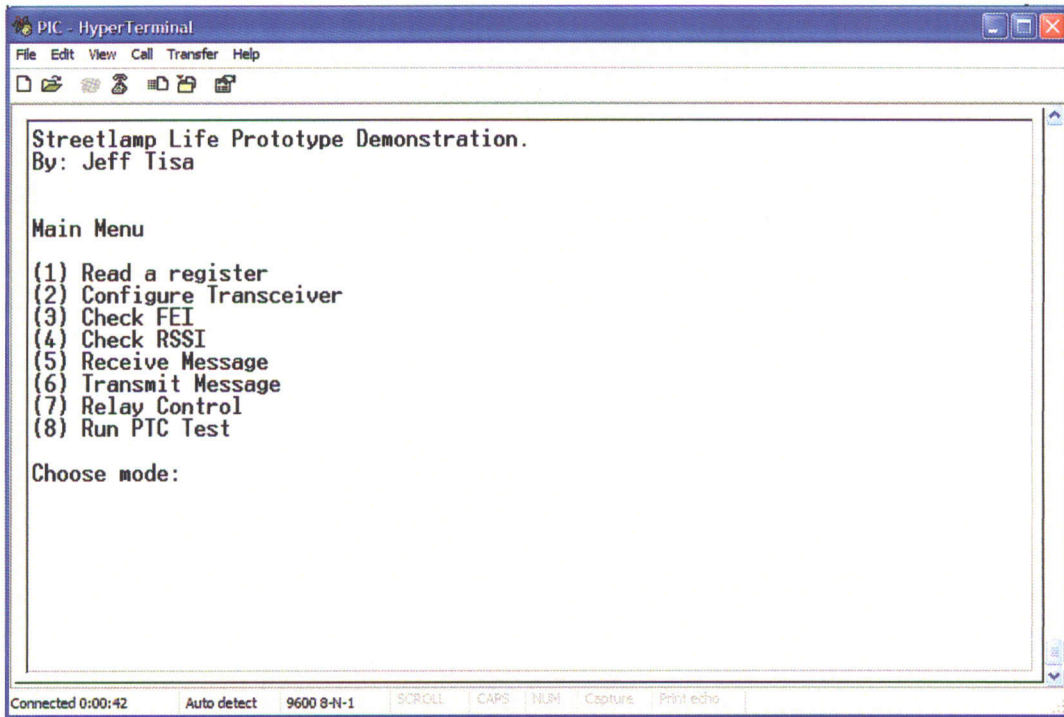 PIC - HyperTerminal
File Edit View Call Transfer Help
Streetlamp Life Prototype Demonstration.
By: Jeff Tisa
Main Menu
(1) Read a register
(2) Configure Transceiver
(3) Check FEI
(4) Check RSSI
(5) Receive Message
(6) Transmit Message
(7) Relay Control
(8) Run PTC Test
Choose mode:
Connected 0:00:42 Auto detect 9600 8-N-1 SCROLL CAPS NUM Capture Print echo